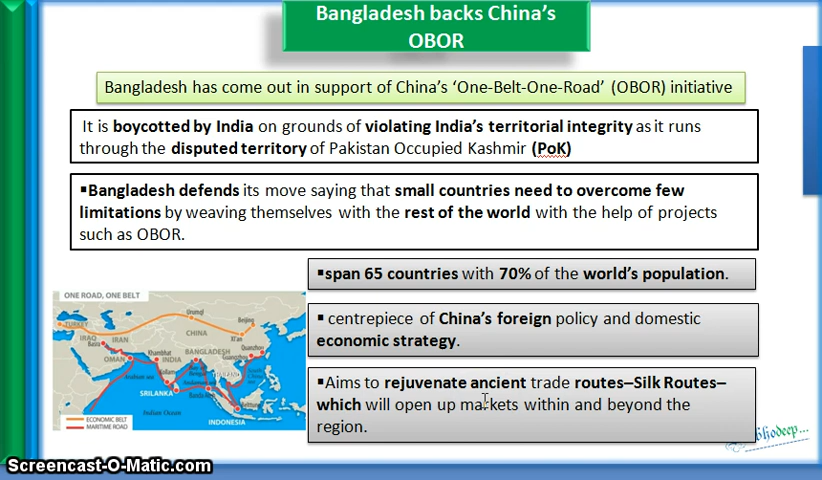 Bangladesh backs China's
OBOR
Bangladesh has come out in support of China's 'One-Belt-One-Road' (OBOR) initiative
It is boycotted by India on grounds of violating India's territorial integrity as it runs
through the disputed territory of Pakistan Occupied Kashmir (PoK)
▪Bangladesh defends its move saying that small countries need to overcome few
limitations by weaving themselves with the rest of the world with the help of projects
such as OBOR.
▪span 65 countries with 70% of the world's population.
▪ centrepiece of China's foreign policy and domestic
economic strategy.
▪Aims to rejuvenate ancient trade routes–Silk Routes–
which will open up markets within and beyond the
region.
ONE ROAD, ONE BELT
Urumqi
Beijing
TURKEY
CHINA
Xi'an
IRAQ
IRAN
BANGLADESH
OMAN
INDIA
SRILANKA
Indian Ocean
INDONESIA
ECONOMIC BELT
MARITIME ROAD
Screencast-O-Matic.com